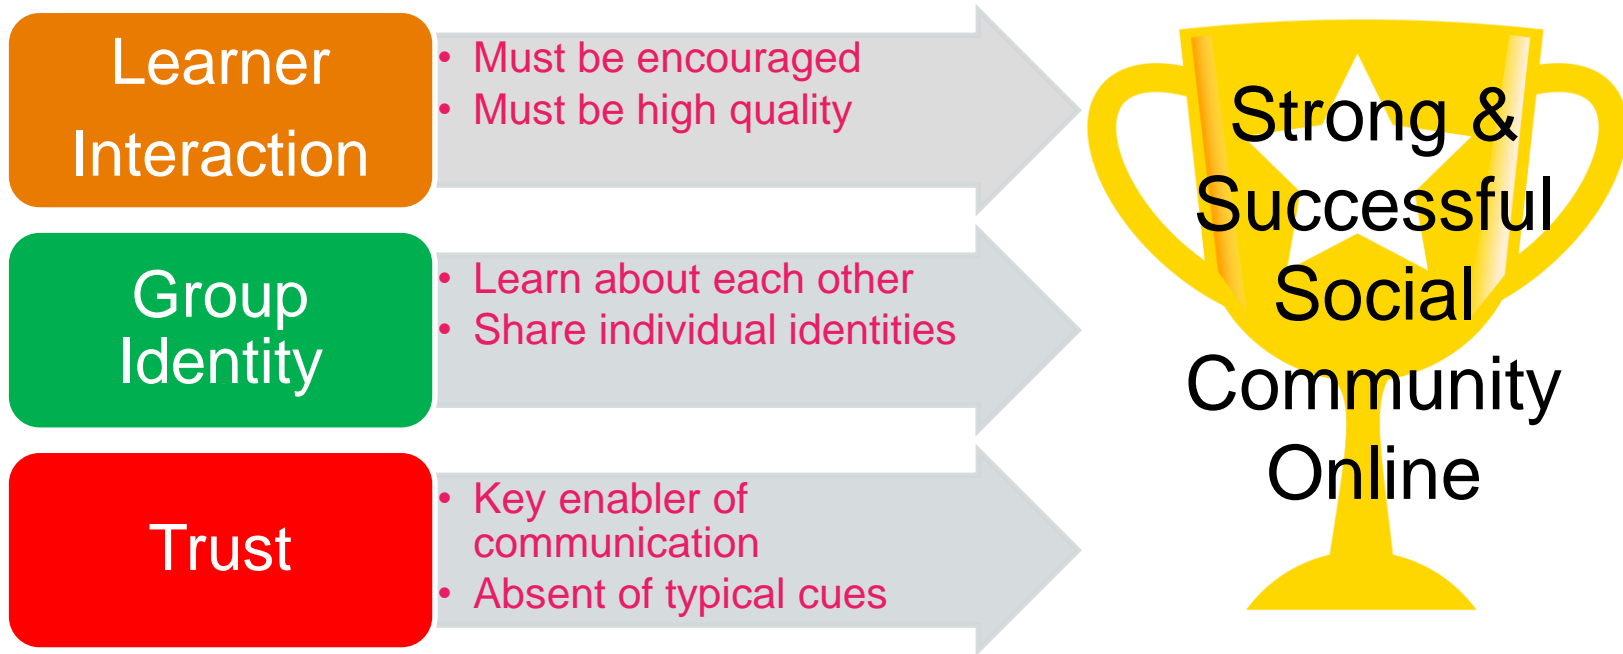 Learner
Interaction
• Must be encouraged
• Must be high quality
Group
Identity
• Learn about each other
• Share individual identities
Trust
• Key enabler of
communication
• Absent of typical cues
Strong &
Successful
Social
Community
Online